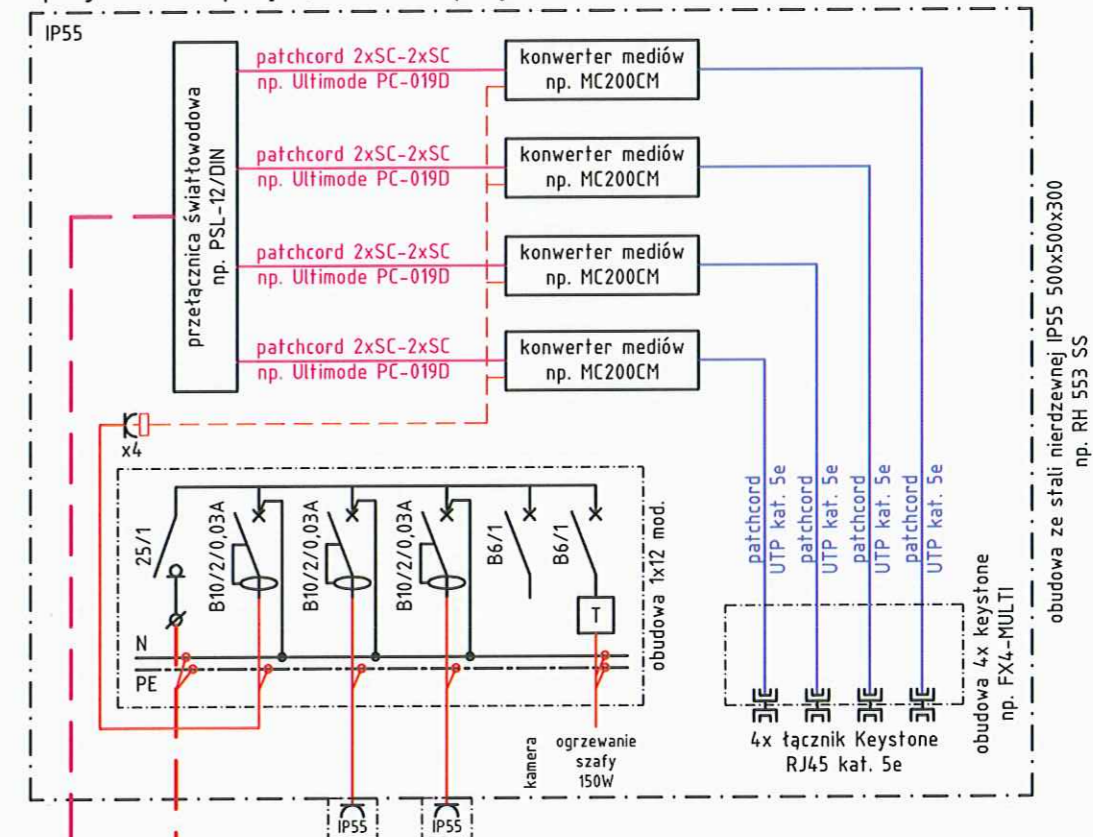 IP55
przełącznica światłowodowa
np. PSL-12/DIN
patchcord 2xSC-2xSC
np. Ultimode PC-019D
konwerter mediów
np. MC200CM
patchcord 2xSC-2xSC
np. Ultimode PC-019D
konwerter mediów
np. MC200CM
patchcord 2xSC-2xSC
np. Ultimode PC-019D
konwerter mediów
np. MC200CM
patchcord 2xSC-2xSC
np. Ultimode PC-019D
konwerter mediów
np. MC200CM
obudowa ze stali nierdzewnej IP55 500x500x300
np. RH 553 SS
x4
25/1
B10/2/0,03A
B10/2/0,03A
B10/2/0,03A
B6/1
B6/1
T
N
PE
obudowa 1x12 mod.
patchcord
UTP kat. 5e
patchcord
UTP kat. 5e
patchcord
UTP kat. 5e
patchcord
UTP kat. 5e
obudowa 4x keystone
np. FX4-MULTI
4x łącznik Keystone
RJ45 kat. 5e
kamera
ogrzewanie
szafy
150W
IP55
IP55